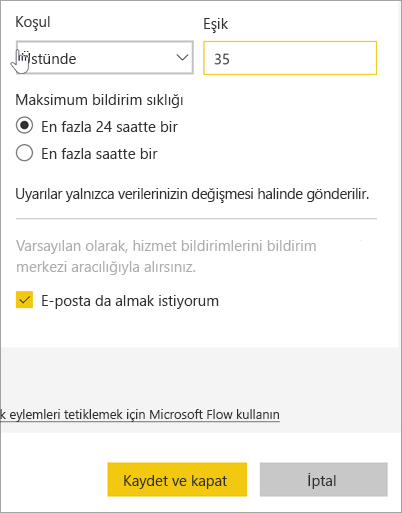 Koşul Eşik
Üstünde 35
Maksimum bildirim sıklığı
En fazla 24 saatte bir
En fazla saatte bir
Uyarılar yalnızca verilerinizin değişmesi halinde gönderilir.
Varsayılan olarak, hizmet bildirimlerini bildirim
merkezi aracılığıyla alırsınız.
E-posta da almak istiyorum
k eylemleri tetiklemek için Microsoft Flow kullanın
Kaydet ve kapat İptal